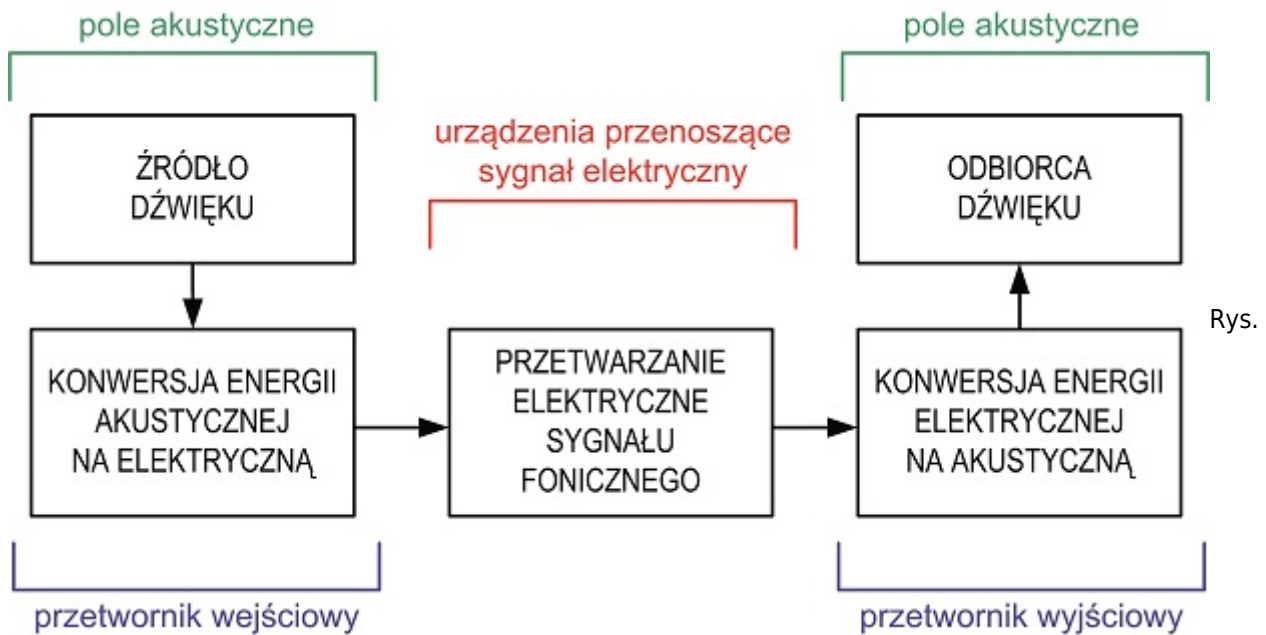 pole akustyczne
pole akustyczne
urządzenia przenoszące
sygnał elektryczny
ŹRÓDŁO
DŹWIĘKU
ODBIORCA
DŹWIĘKU
Rys.
KONWERSJA ENERGII
AKUSTYCZNEJ
NA ELEKTRYCZNĄ
PRZETWARZANIE
ELEKTRYCZNE
SYGNAŁU
FONICZNEGO
KONWERSJA ENERGII
ELEKTRYCZNEJ
NA AKUSTYCZNĄ
przetwornik wejściowy
przetwornik wyjściowy